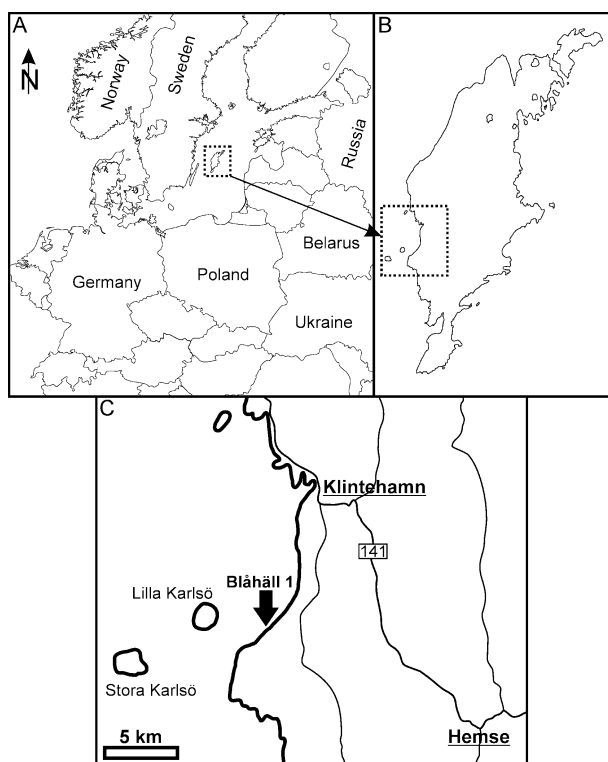 A
B
N
Norway
Sweden
Russia
Belarus
Germany
Poland
Ukraine
C
Klintehamn
141
Blåhäll 1
Lilla Karlsö
Stora Karlsö
5 km
Hemse